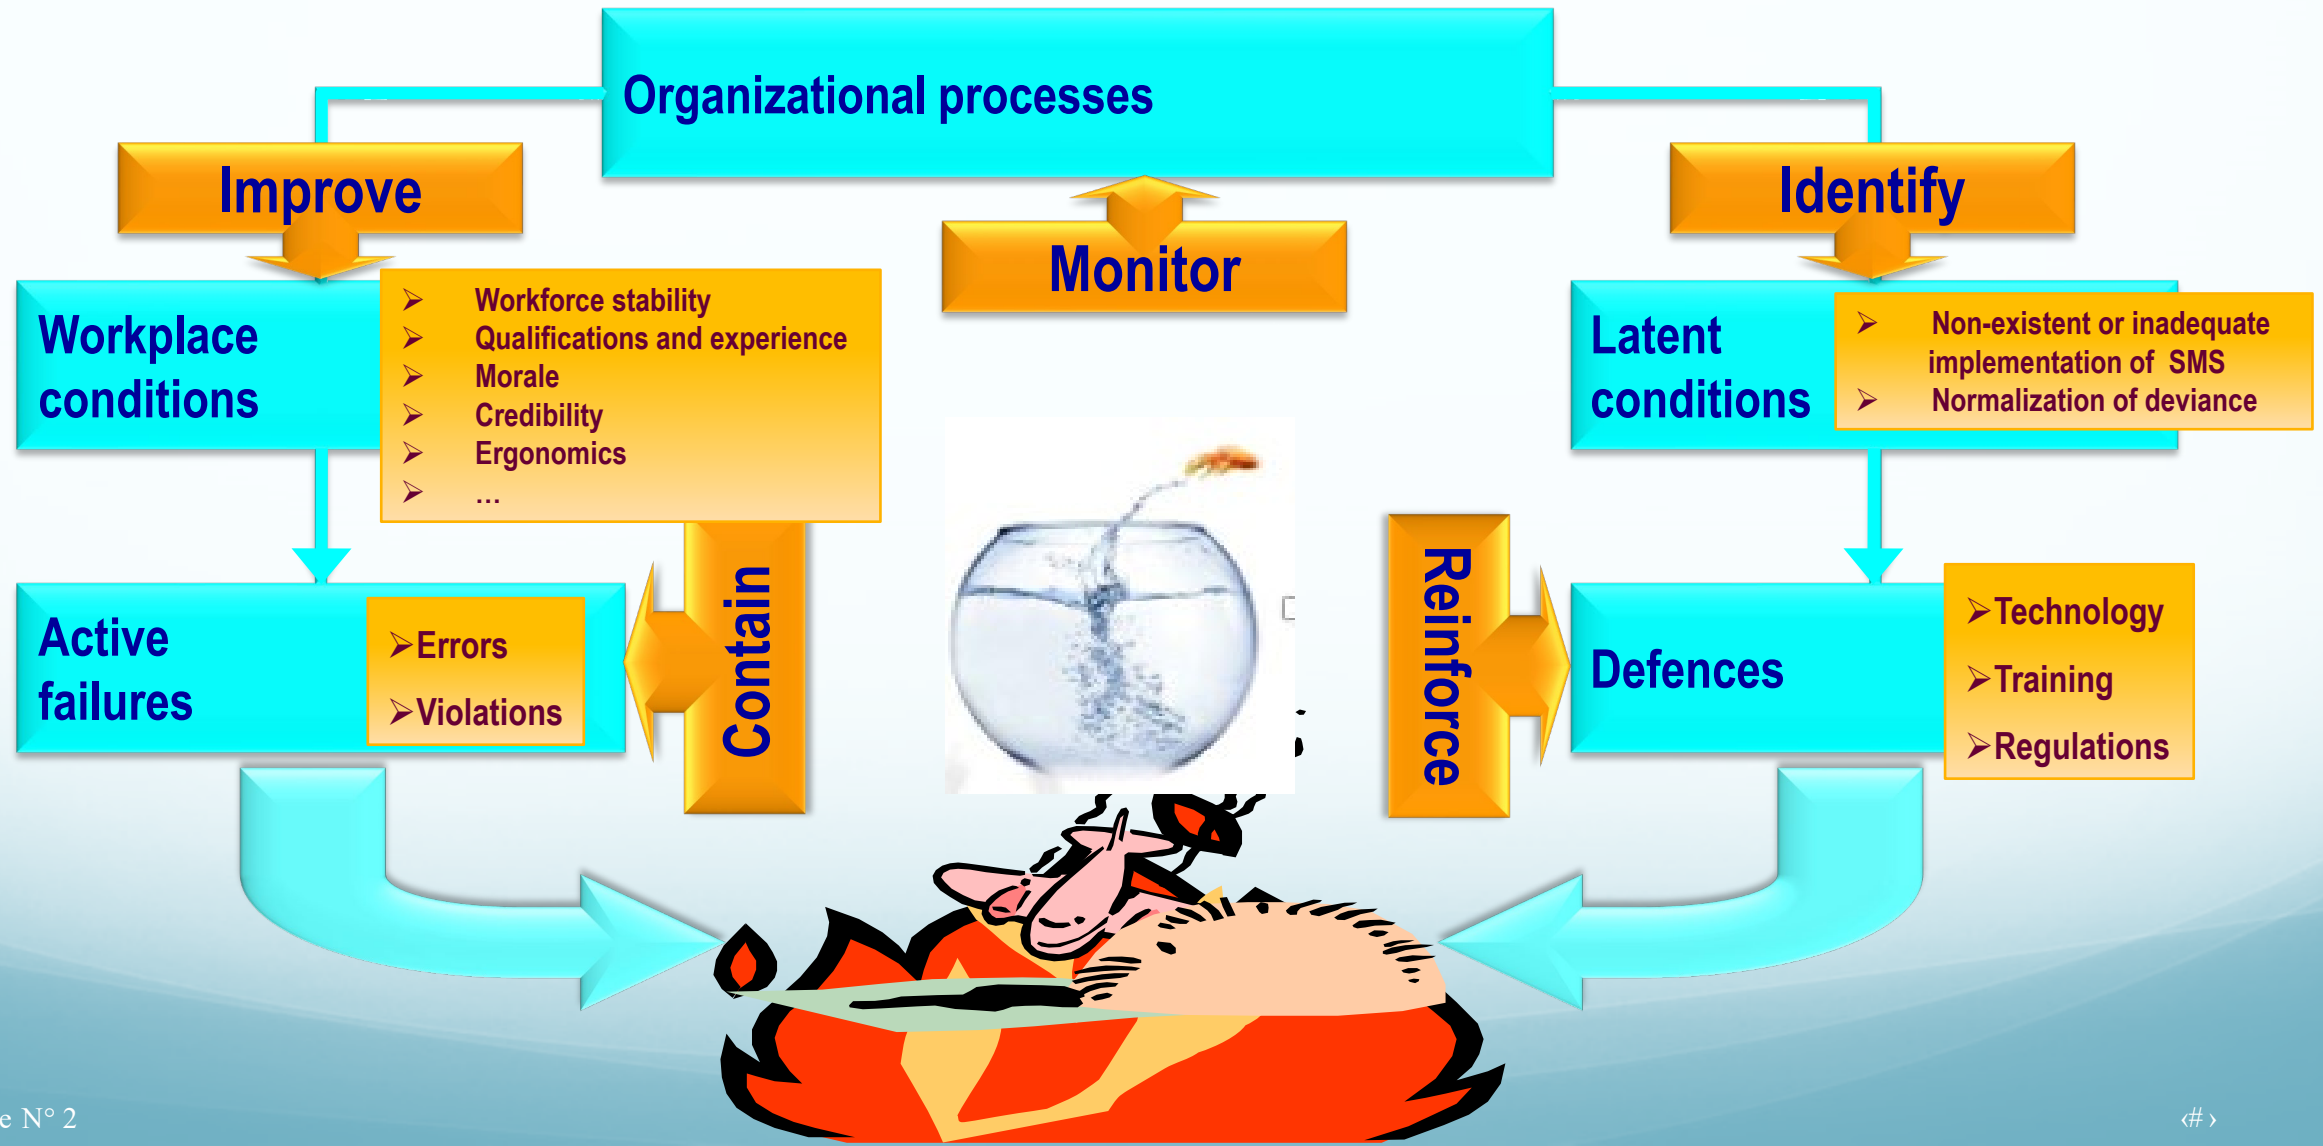 Organizational processes
Improve
Identify
Monitor
Workplace
conditions
➢ Workforce stability
➢ Qualifications and experience
➢ Morale
➢ Credibility
➢ Ergonomics
➢ …
Latent
conditions
➢ Non-existent or inadequate
implementation of SMS
➢ Normalization of deviance
Active
failures
➢Errors
➢Violations
Contain
Reinforce
Defences
➢Technology
➢Training
➢Regulations
e N° 2
‹#›